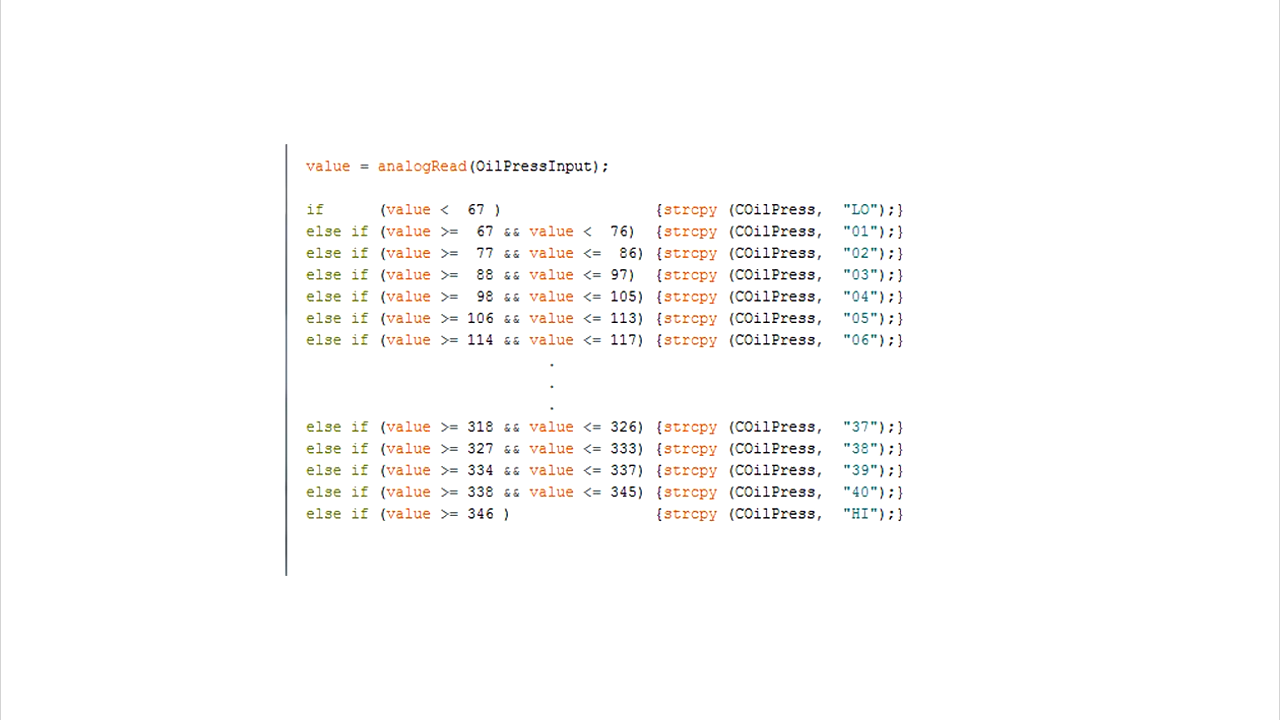 value = analogRead(OilPressInput);
if (value < 67 ) {strcpy (COilPress, "LO");}
else if (value >= 67 && value < 76) {strcpy (COilPress, "01");}
else if (value >= 77 && value <= 86) {strcpy (COilPress, "02");}
else if (value >= 88 && value <= 97) {strcpy (COilPress, "03");}
else if (value >= 98 && value <= 105) {strcpy (COilPress, "04");}
else if (value >= 106 && value <= 113) {strcpy (COilPress, "05");}
else if (value >= 114 && value <= 117) {strcpy (COilPress, "06");}
.
.
.
else if (value >= 318 && value <= 326) {strcpy (COilPress, "37");}
else if (value >= 327 && value <= 333) {strcpy (COilPress, "38");}
else if (value >= 334 && value <= 337) {strcpy (COilPress, "39");}
else if (value >= 338 && value <= 345) {strcpy (COilPress, "40");}
else if (value >= 346 ) {strcpy (COilPress, "HI");}